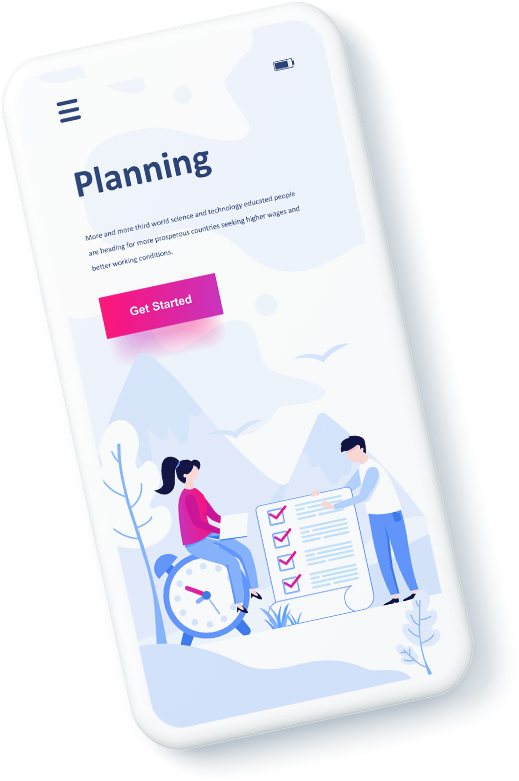 Planning
More and more third world science and technology educated people
are heading for more prosperous countries seeking higher wages and
better working conditions.
Get Started